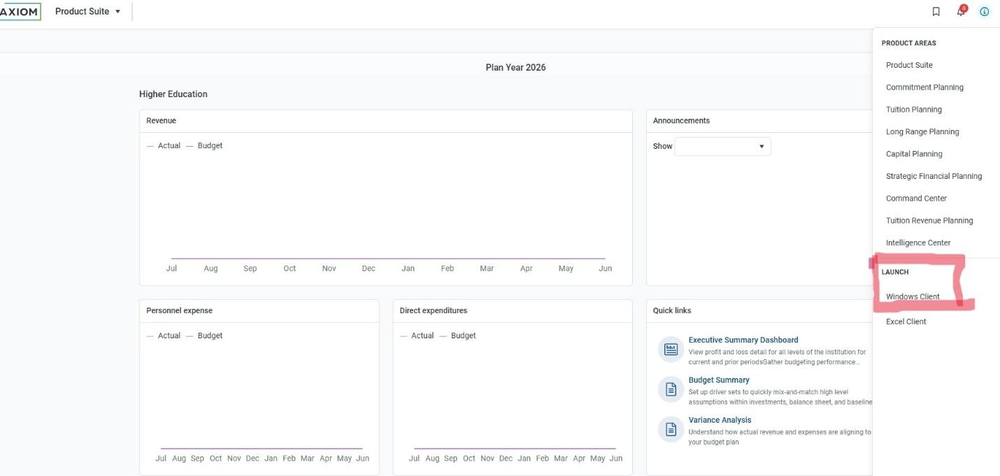 AXIOM
Product Suite
8
Plan Year 2026
Higher Education
Revenue
Actual
Budget
Jul Aug Sep Oct Nov Dec Jan Feb Mar Apr May Jun
Announcements
Show
Personnel expense
Actual
Budget
Jul Aug Sep Oct Nov Dec Jan Feb Mar Apr May Jun
Direct expenditures
Actual
Budget
Jul Aug Sep Oct Nov Dec Jan Feb Mar Apr May Jun
Quick links
Executive Summary Dashboard
View profit and loss detail for all levels of the institution for
current and prior periodsGather budgeting performance...
Budget Summary
Set up driver sets to quickly mix-and-match high level
assumptions within investments, balance sheet, and baseline
Variance Analysis
Understand how actual revenue and expenses are aligning to
your budget plan
PRODUCT AREAS
Product Suite
Commitment Planning
Tuition Planning
Long Range Planning
Capital Planning
Strategic Financial Planning
Command Center
Tuition Revenue Planning
Intelligence Center
LAUNCH
Windows Client
Excel Client